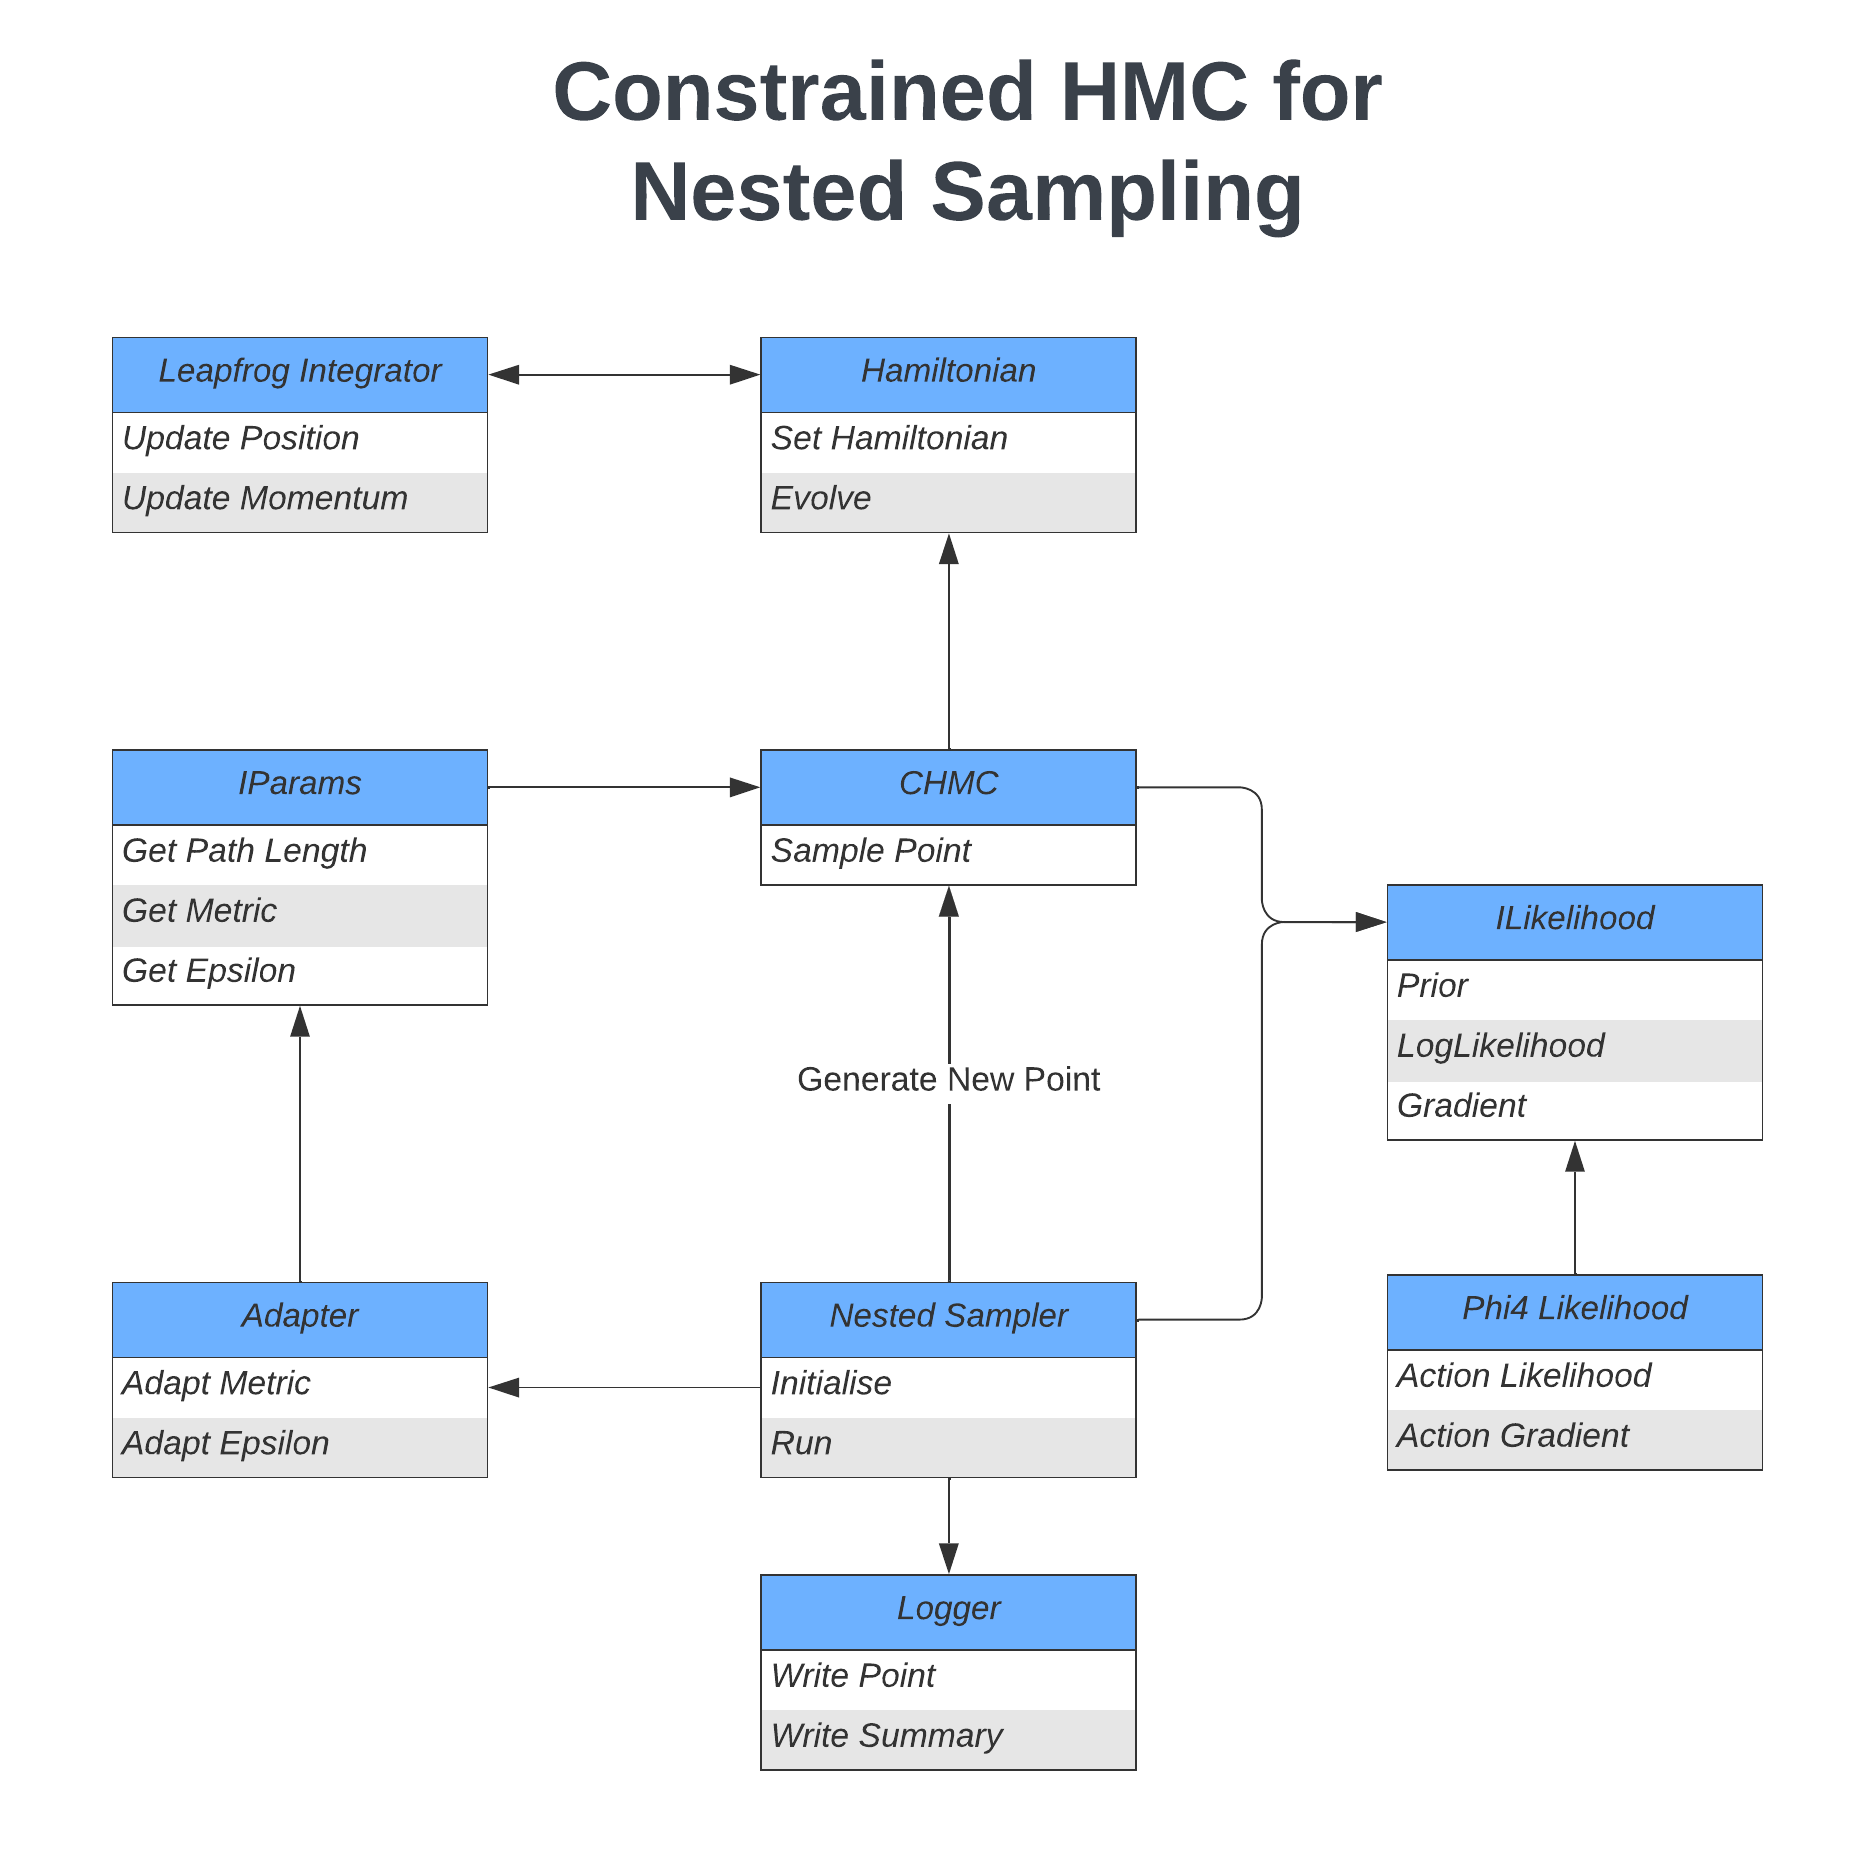 Constrained HMC for
Nested Sampling
Leapfrog Integrator
Update Position
Update Momentum
Hamiltonian
Set Hamiltonian
Evolve
IParams
Get Path Length
Get Metric
Get Epsilon
CHMC
Sample Point
ILikelihood
Prior
LogLikelihood
Gradient
Generate New Point
Adapter
Adapt Metric
Adapt Epsilon
Nested Sampler
Initialise
Run
Phi4 Likelihood
Action Likelihood
Action Gradient
Logger
Write Point
Write Summary